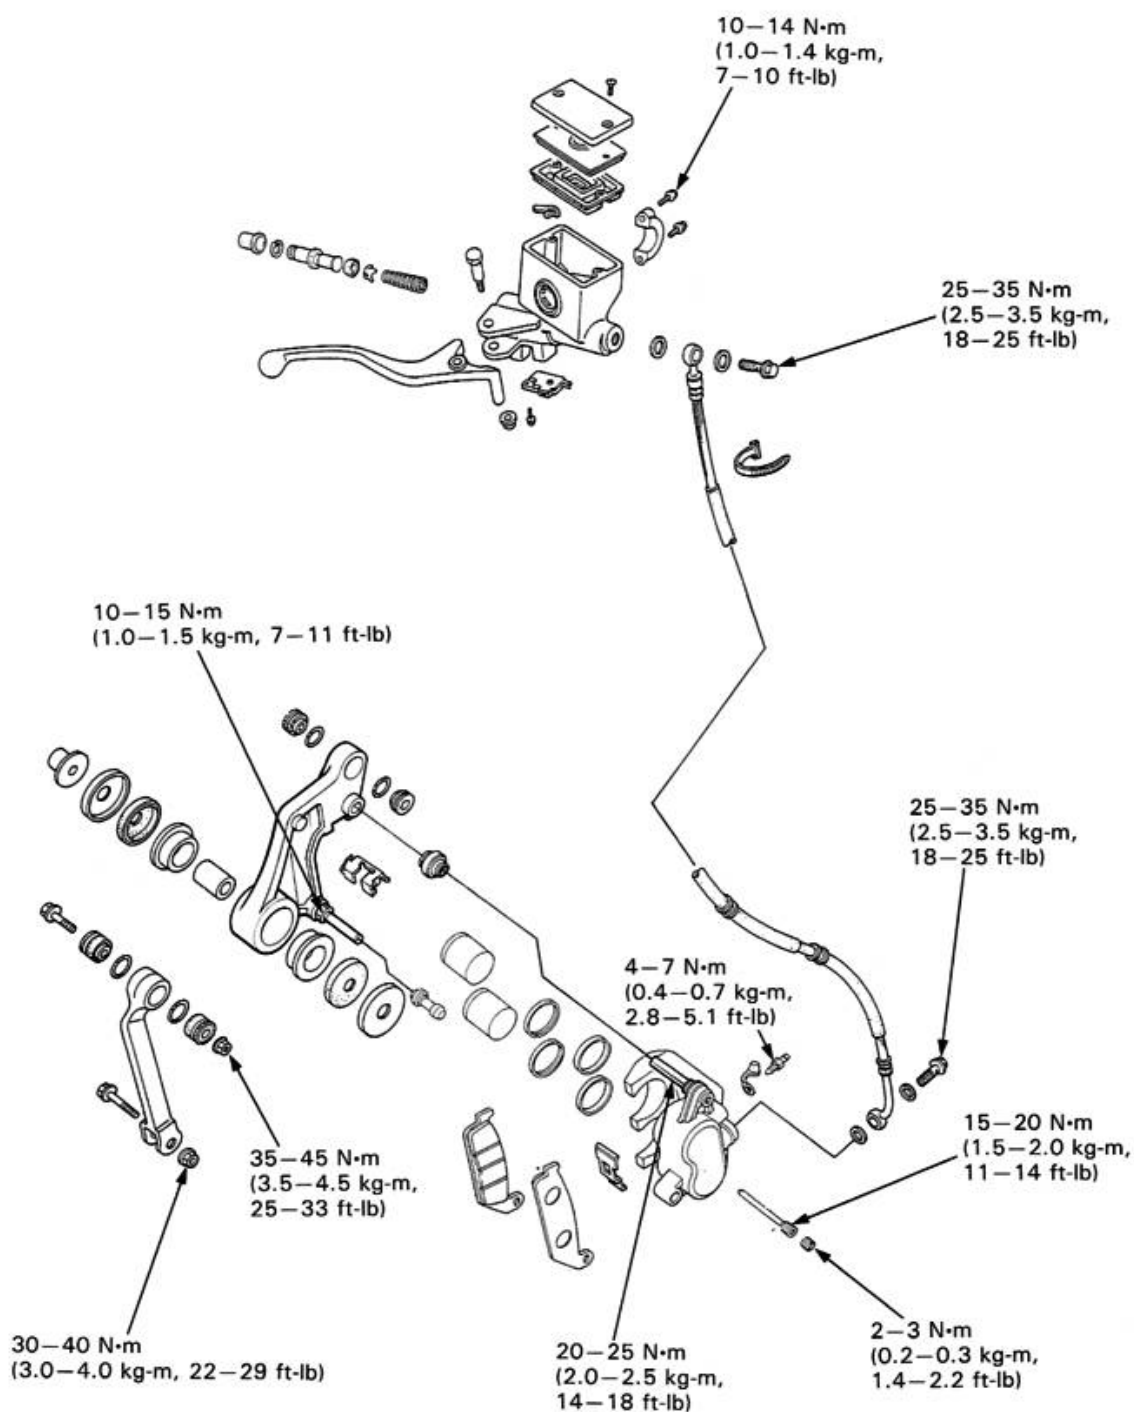 10—14 N•m
(1.0—1.4 kg-m,
7—10 ft-lb)
25—35 N•m
(2.5—3.5 kg-m,
18—25 ft-lb)
10—15 N•m
(1.0—1.5 kg-m, 7—11 ft-lb)
25—35 N•m
(2.5—3.5 kg-m,
18—25 ft-lb)
4—7 N•m
(0.4—0.7 kg-m,
2.8—5.1 ft-lb)
15—20 N•m
(1.5—2.0 kg-m,
11—14 ft-lb)
35—45 N•m
(3.5—4.5 kg-m,
25—33 ft-lb)
30—40 N•m
(3.0—4.0 kg-m, 22—29 ft-lb)
20—25 N•m
(2.0—2.5 kg-m,
14—18 ft-lb)
2—3 N•m
(0.2—0.3 kg-m,
1.4—2.2 ft-lb)